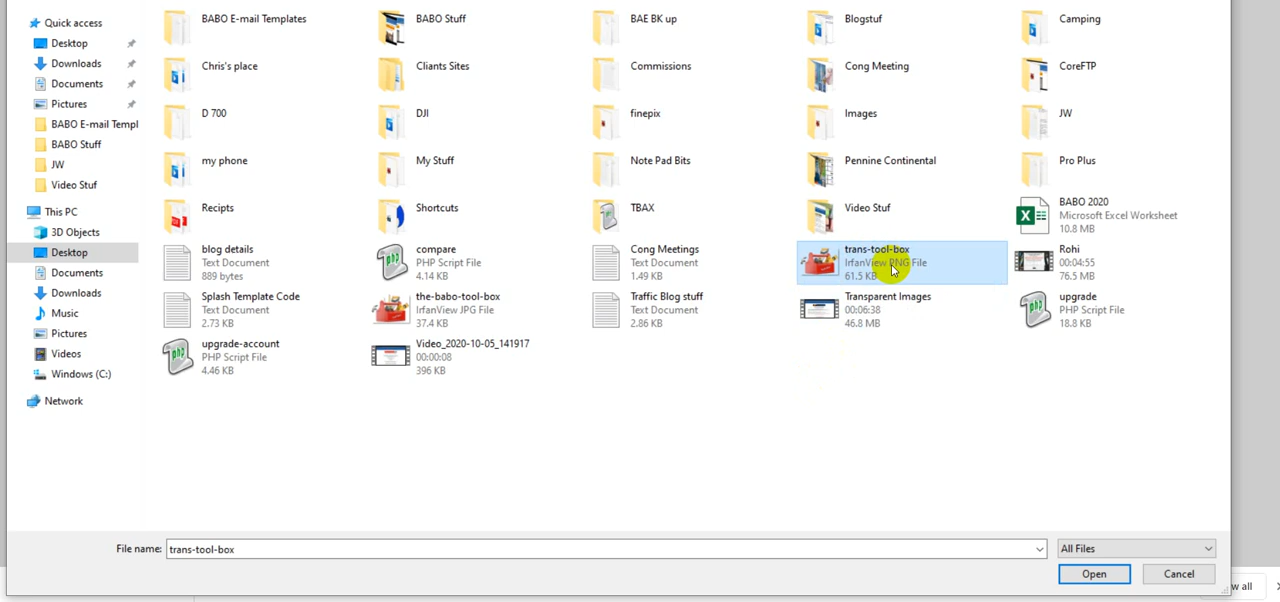 Quick access
Desktop
Downloads
Documents
Pictures
BABO E-mail Templ
BABO Stuff
JW
Video Stuf
This PC
3D Objects
Desktop
Documents
Downloads
Music
Pictures
Videos
Windows (C:)
Network
BABO E-mail Templates
BABO Stuff
BAE BK up
Blogstuf
Camping
Chris's place
Cliants Sites
Commissions
Cong Meeting
CoreFTP
D 700
DJI
finepix
Images
JW
my phone
My Stuff
Note Pad Bits
Pennine Continental
Pro Plus
Recipts
Shortcuts
TBAX
Video Stuf
BABO 2020
Microsoft Excel Worksheet
10.8 MB
blog details
Text Document
889 bytes
compare
PHP Script File
4.14 KB
Cong Meetings
Text Document
1.49 KB
trans-tool-box
IrfanView PNG File
61.5 KB
Rohi
00:04:55
76.5 MB
Splash Template Code
Text Document
2.73 KB
the-babo-tool-box
IrfanView JPG File
37.4 KB
Traffic Blog stuff
Text Document
2.86 KB
Transparent Images
00:06:38
46.8 MB
upgrade
PHP Script File
18.8 KB
upgrade-account
PHP Script File
4.46 KB
Video_2020-10-05_141917
00:00:08
396 KB
File name: trans-tool-box
All Files
Open
Cancel
w all